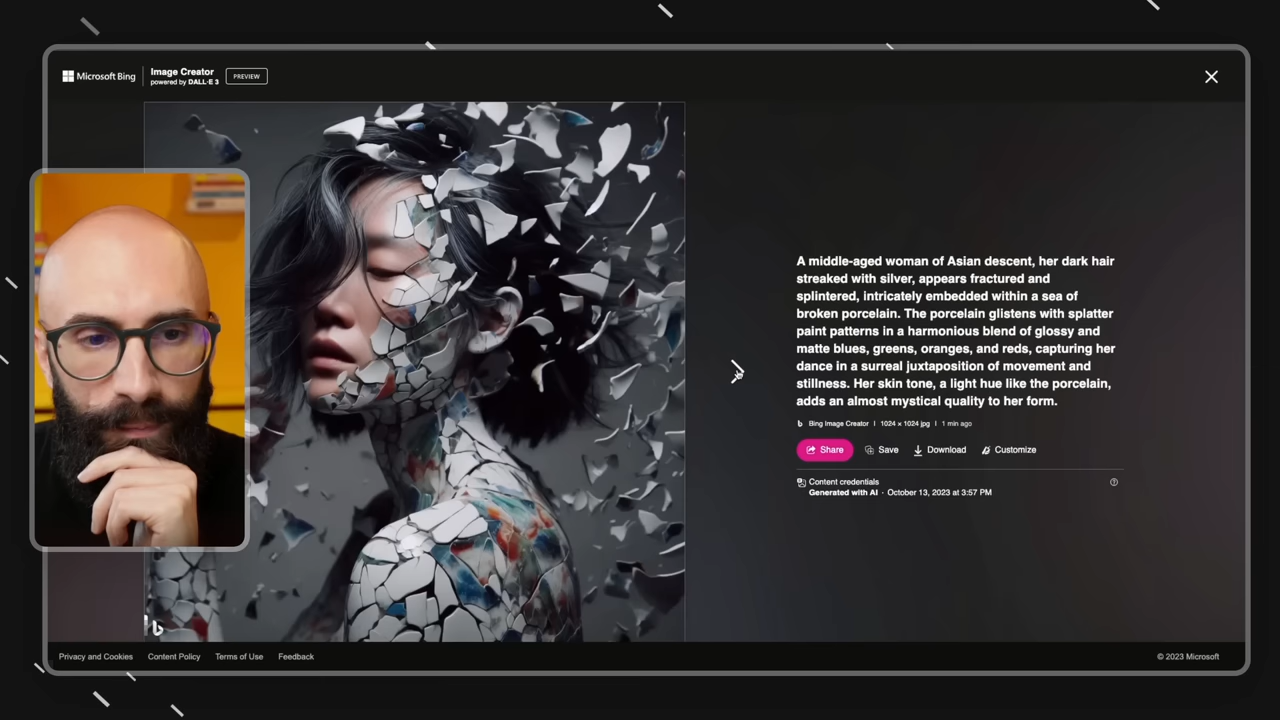 Microsoft Bing
Image Creator
powered by DALL·E 3
PREVIEW
A middle-aged woman of Asian descent, her dark hair
streaked with silver, appears fractured and
splintered, intricately embedded within a sea of
broken porcelain. The porcelain glistens with splatter
paint patterns in a harmonious blend of glossy and
matte blues, greens, oranges, and reds, capturing her
dance in a surreal juxtaposition of movement and
stillness. Her skin tone, a light hue like the porcelain,
adds an almost mystical quality to her form.
Bing Image Creator | 1024 × 1024 jpg | 1 min ago
Share Save Download Customize
Content credentials
Generated with AI · October 13, 2023 at 3:57 PM
Privacy and Cookies Content Policy Terms of Use Feedback
© 2023 Microsoft